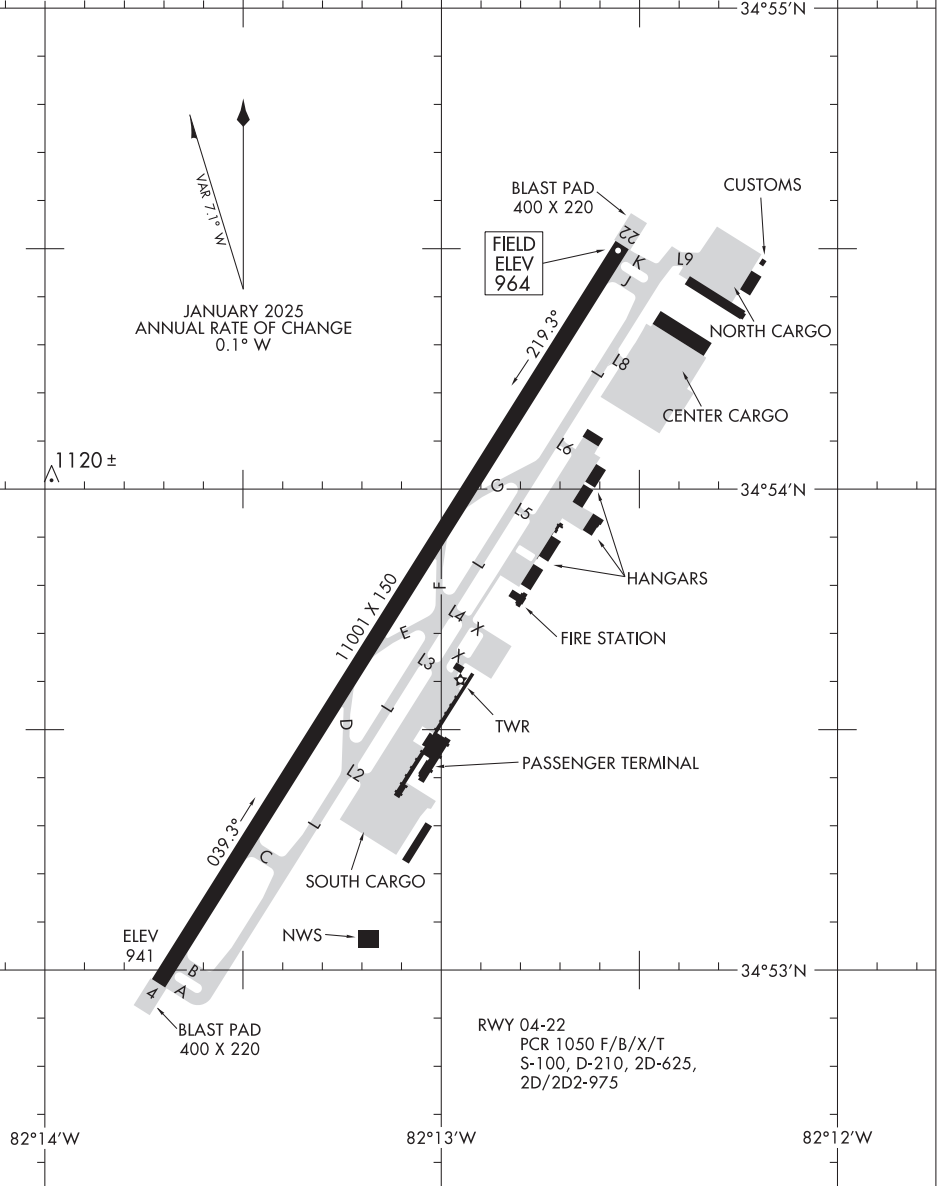 34°55'N
VAR 7.1° W
JANUARY 2025
ANNUAL RATE OF CHANGE
0.1° W
BLAST PAD
400 X 220
CUSTOMS
22
FIELD
ELEV
964
K
J
L9
NORTH CARGO
219.3°
L
L8
CENTER CARGO
1120 ±
L6
G
34°54'N
L5
HANGARS
L
F
11001 X 150
L4
X
FIRE STATION
E
L3
X
L
TWR
D
L2
PASSENGER TERMINAL
L
039.3°
C
SOUTH CARGO
ELEV
941
NWS
B
A
4
34°53'N
BLAST PAD
400 X 220
RWY 04-22
PCR 1050 F/B/X/T
S-100, D-210, 2D-625,
2D/2D2-975
82°14'W
82°13'W
82°12'W